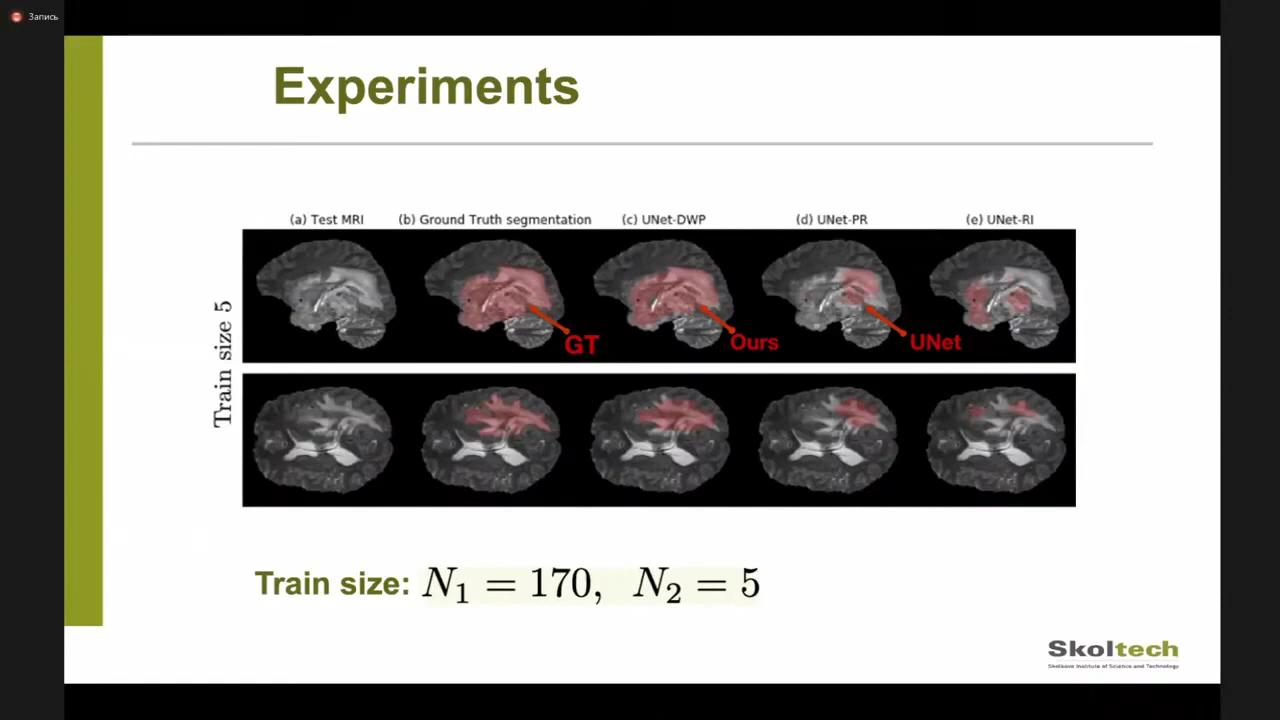 Запись
Experiments
(a) Test MRI (b) Ground Truth segmentation (c) UNet-DWP (d) UNet-PR (e) UNet-RI
Train size 5
GT
Ours
UNet
Train size: N₁ = 170, N₂ = 5
Skoltech
Skolkovo Institute of Science and Technology